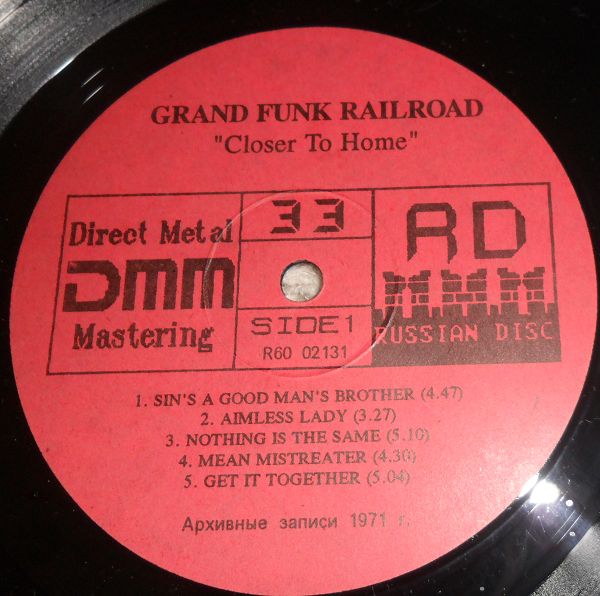 GRAND FUNK RAILROAD
"Closer To Home"
Direct Metal
DMM
Mastering
33
SIDE 1
R60 02131
RD
RUSSIAN DISC
1. SIN'S A GOOD MAN'S BROTHER (4.47)
2. AIMLESS LADY (3.27)
3. NOTHING IS THE SAME (5.10)
4. MEAN MISTREATER (4.30)
5. GET IT TOGETHER (5.04)
Архивные записи 1971 г.